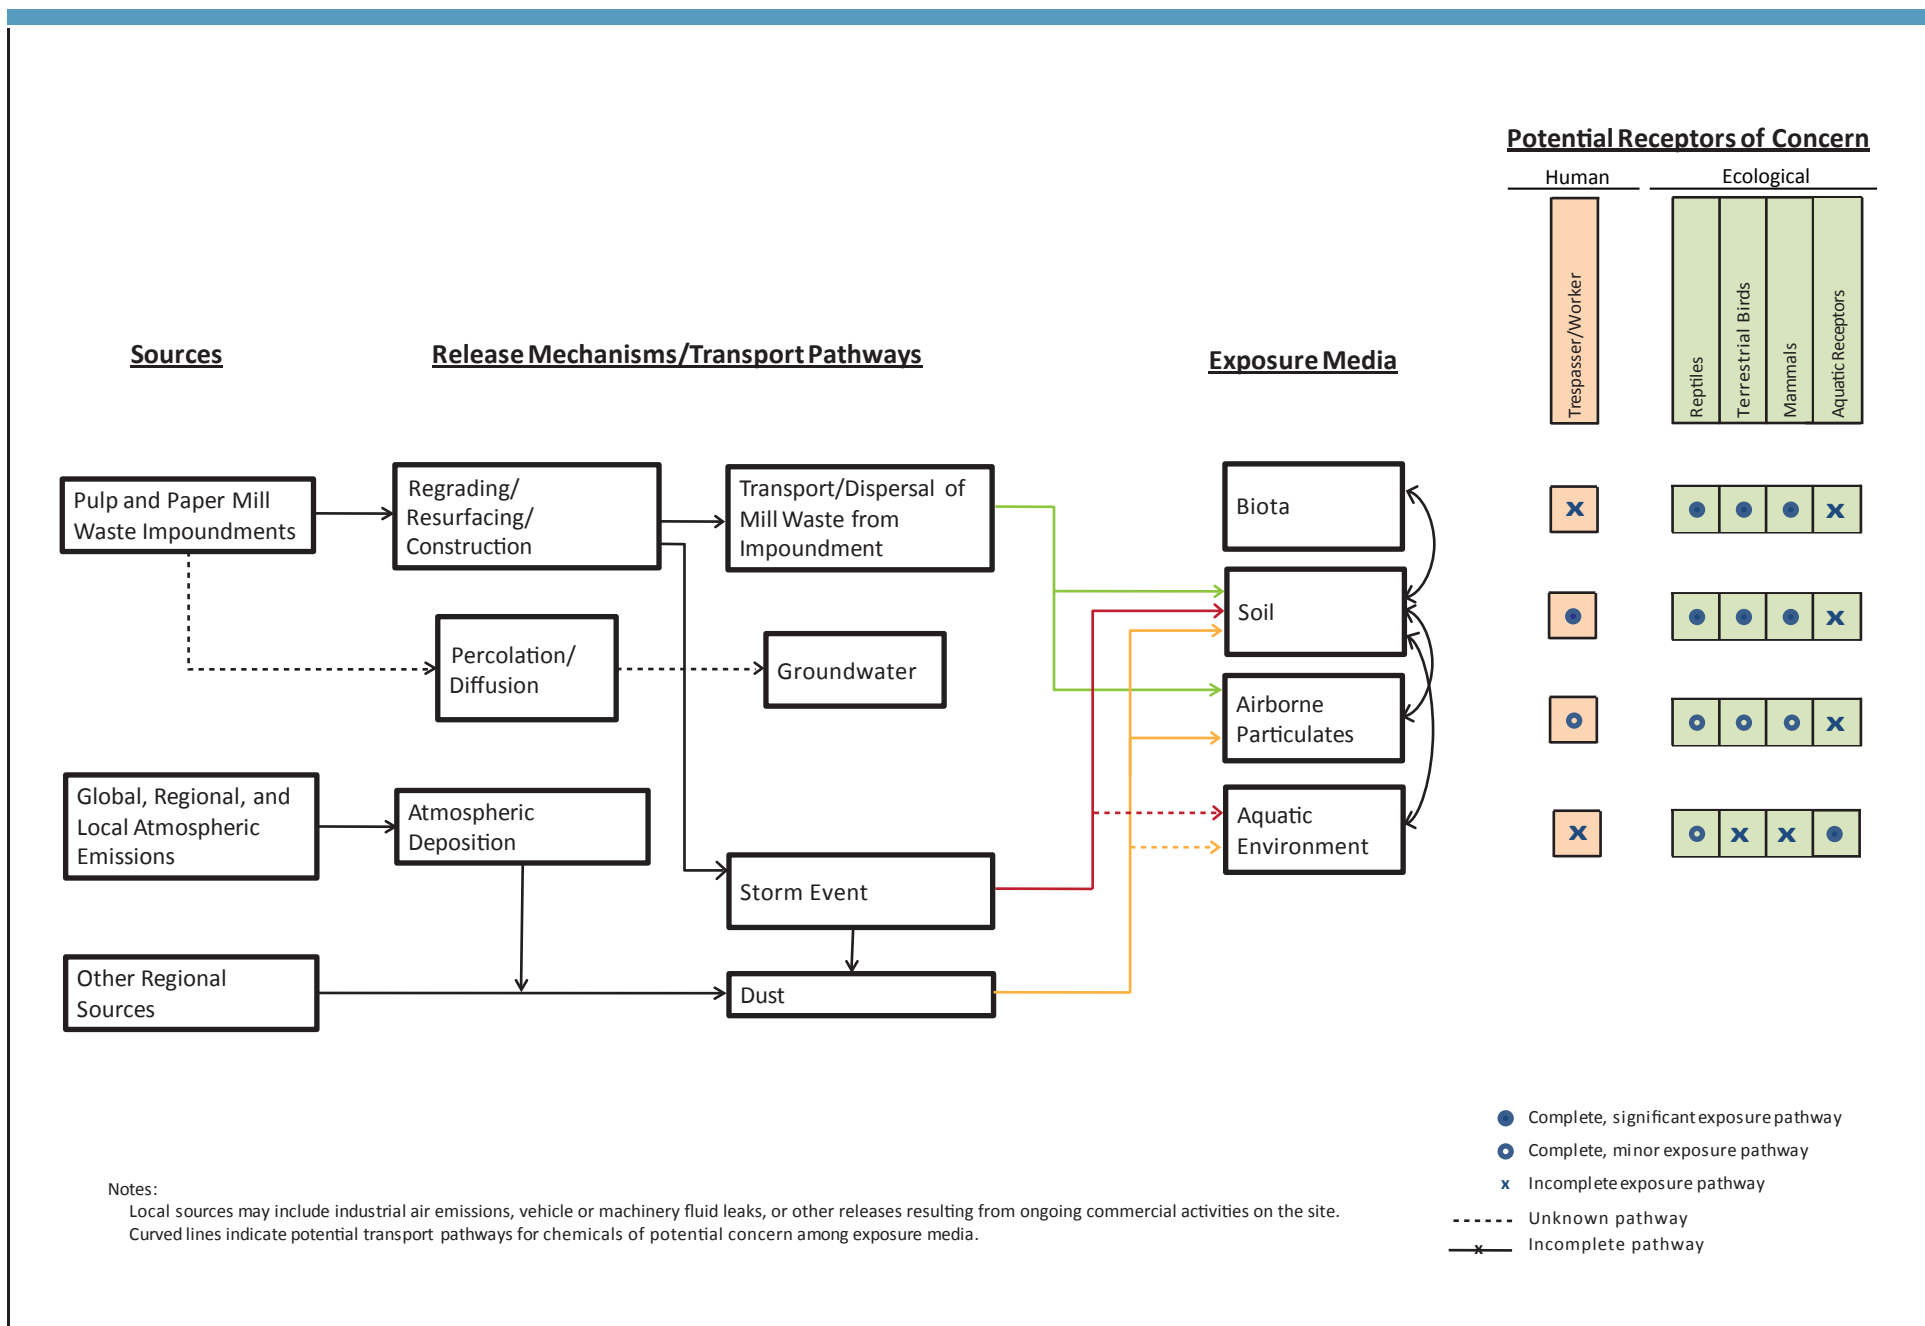 Potential Receptors of Concern
Human
Ecological
Trespasser/Worker
Reptiles
Terrestrial Birds
Mammals
Aquatic Receptors
Sources
Release Mechanisms/Transport Pathways
Exposure Media
Pulp and Paper Mill
Waste Impoundments
Regrading/
Resurfacing/
Construction
Transport/Dispersal of
Mill Waste from
Impoundment
Biota
x
x
Soil
x
Percolation/
Diffusion
Groundwater
Airborne
Particulates
x
Global, Regional, and
Local Atmospheric
Emissions
Atmospheric
Deposition
Aquatic
Environment
x
x
x
Storm Event
Other Regional
Sources
Dust
Complete, significant exposure pathway
Complete, minor exposure pathway
x Incomplete exposure pathway
Unknown pathway
x Incomplete pathway
Notes:
Local sources may include industrial air emissions, vehicle or machinery fluid leaks, or other releases resulting from ongoing commercial activities on the site.
Curved lines indicate potential transport pathways for chemicals of potential concern among exposure media.